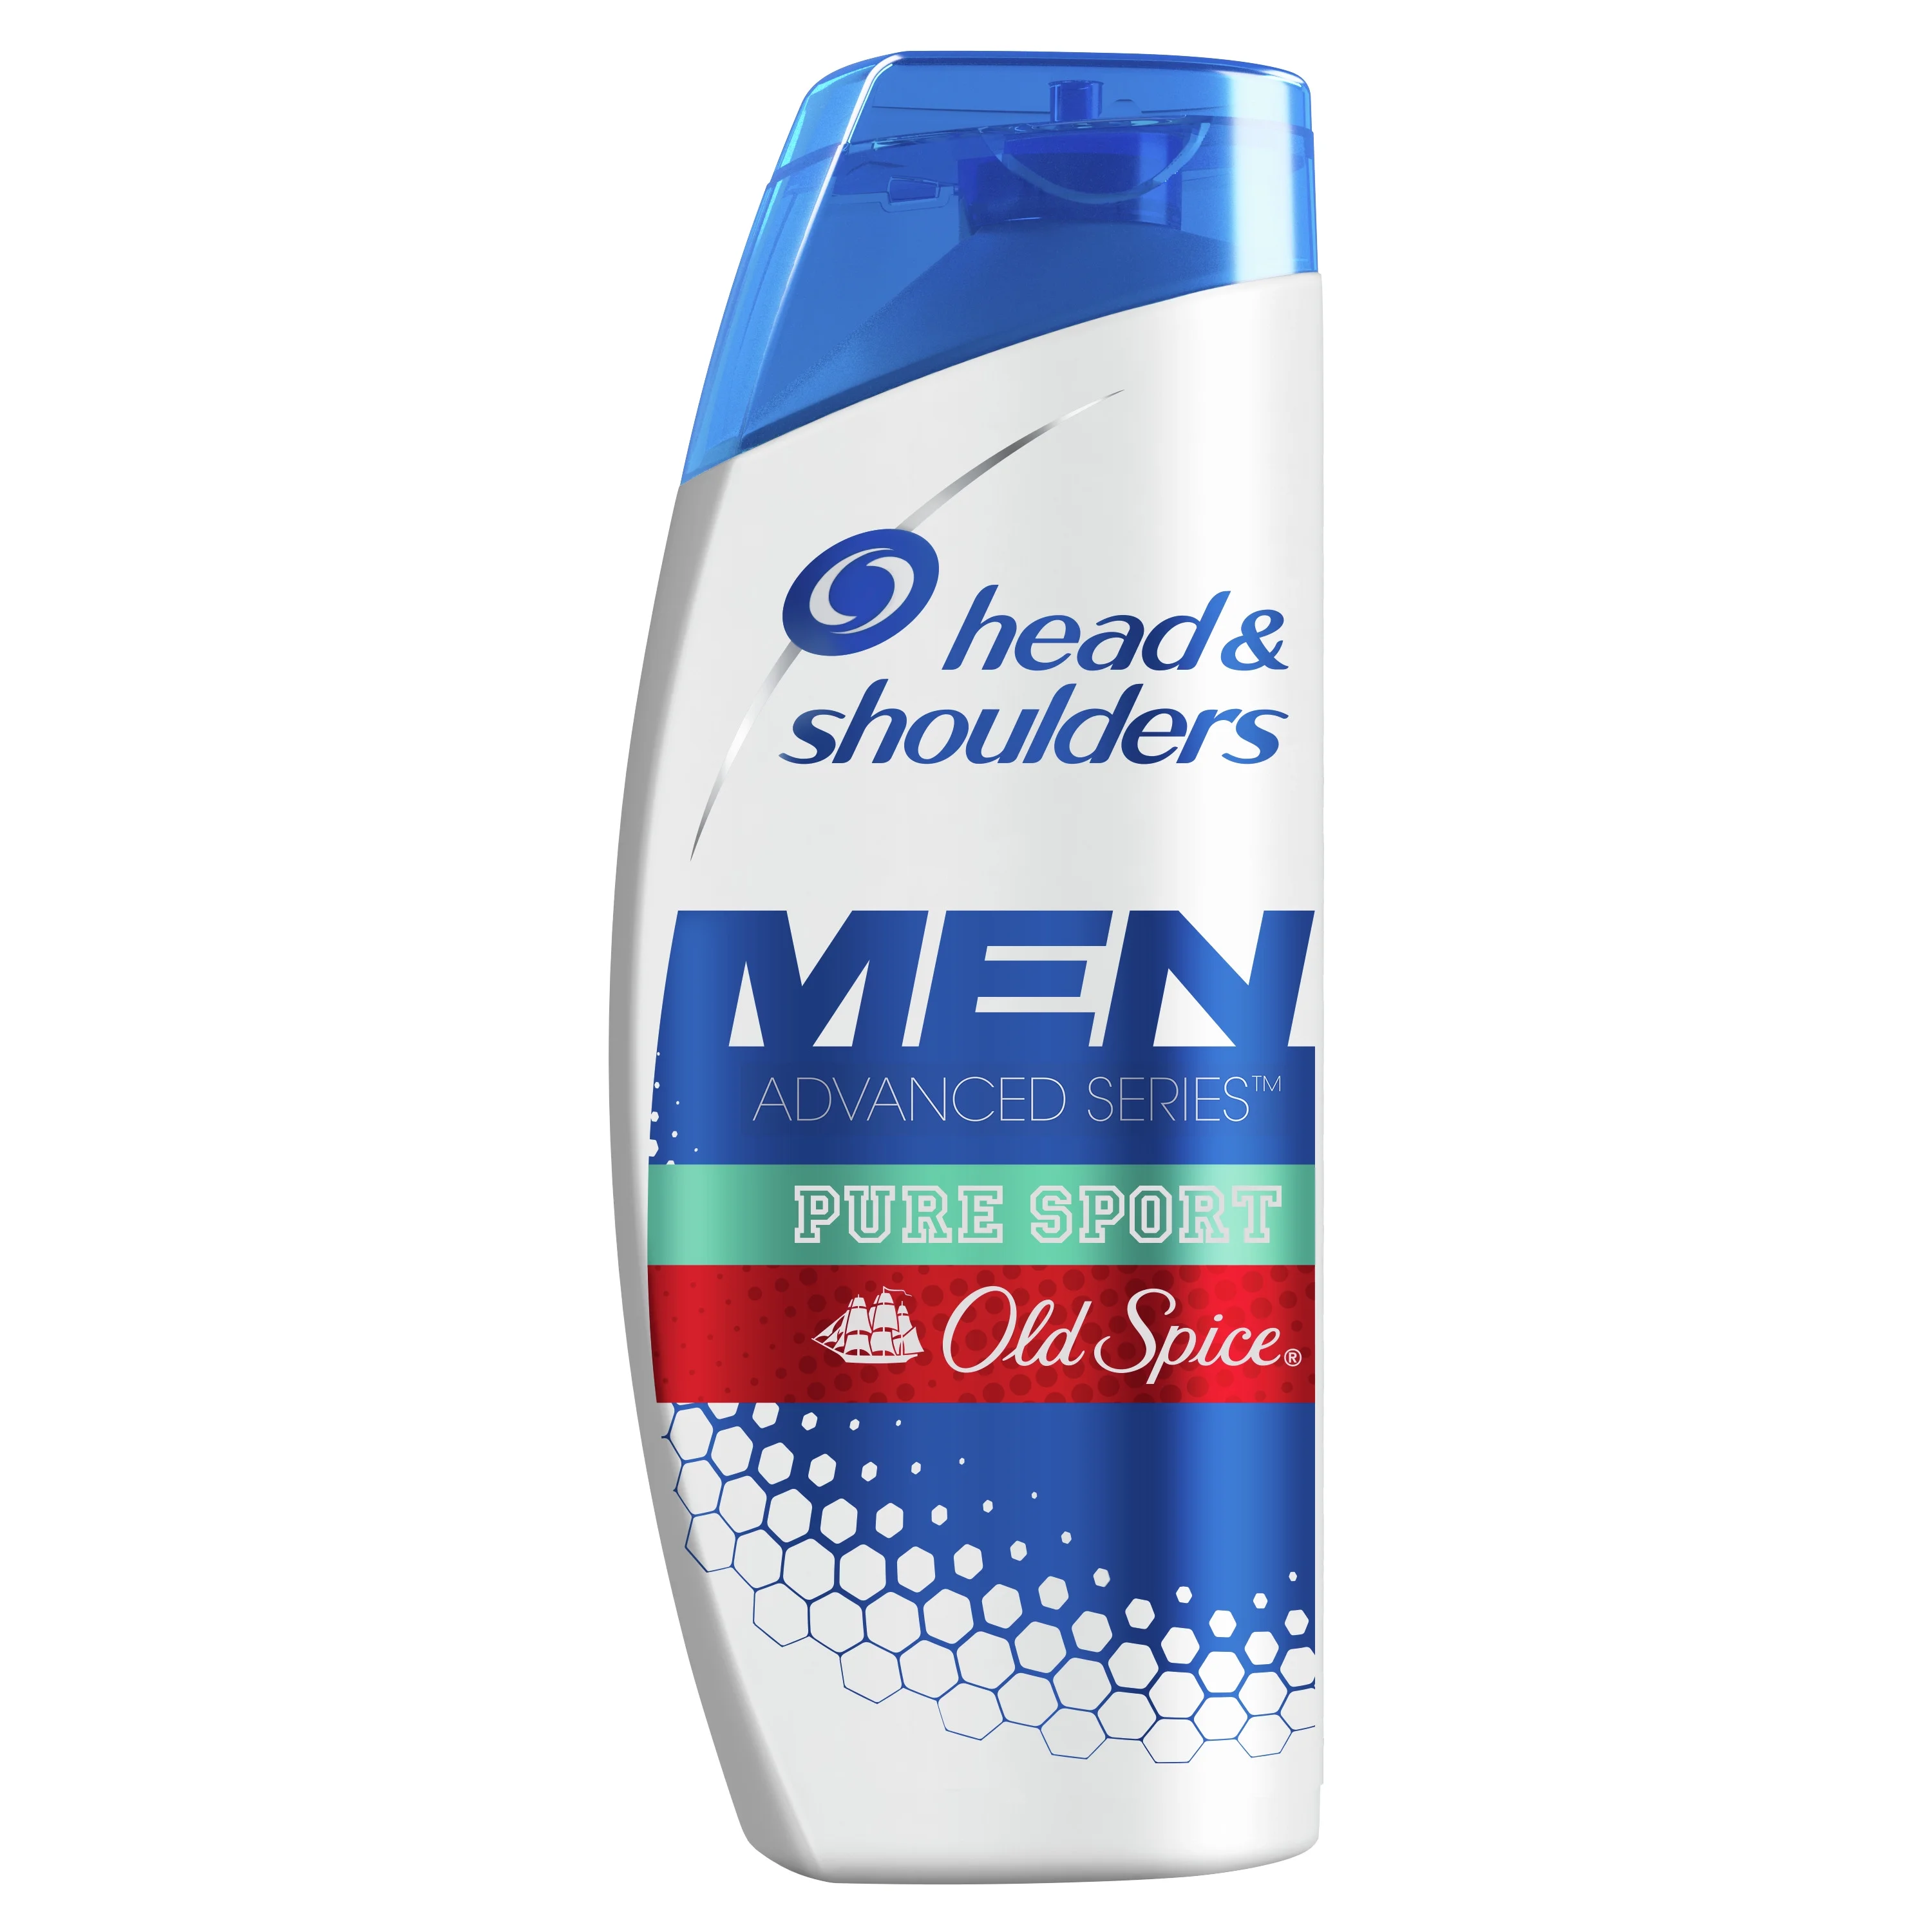 head &
shoulders
MEN
ADVANCED SERIES™
PURE SPORT
Old Spice®